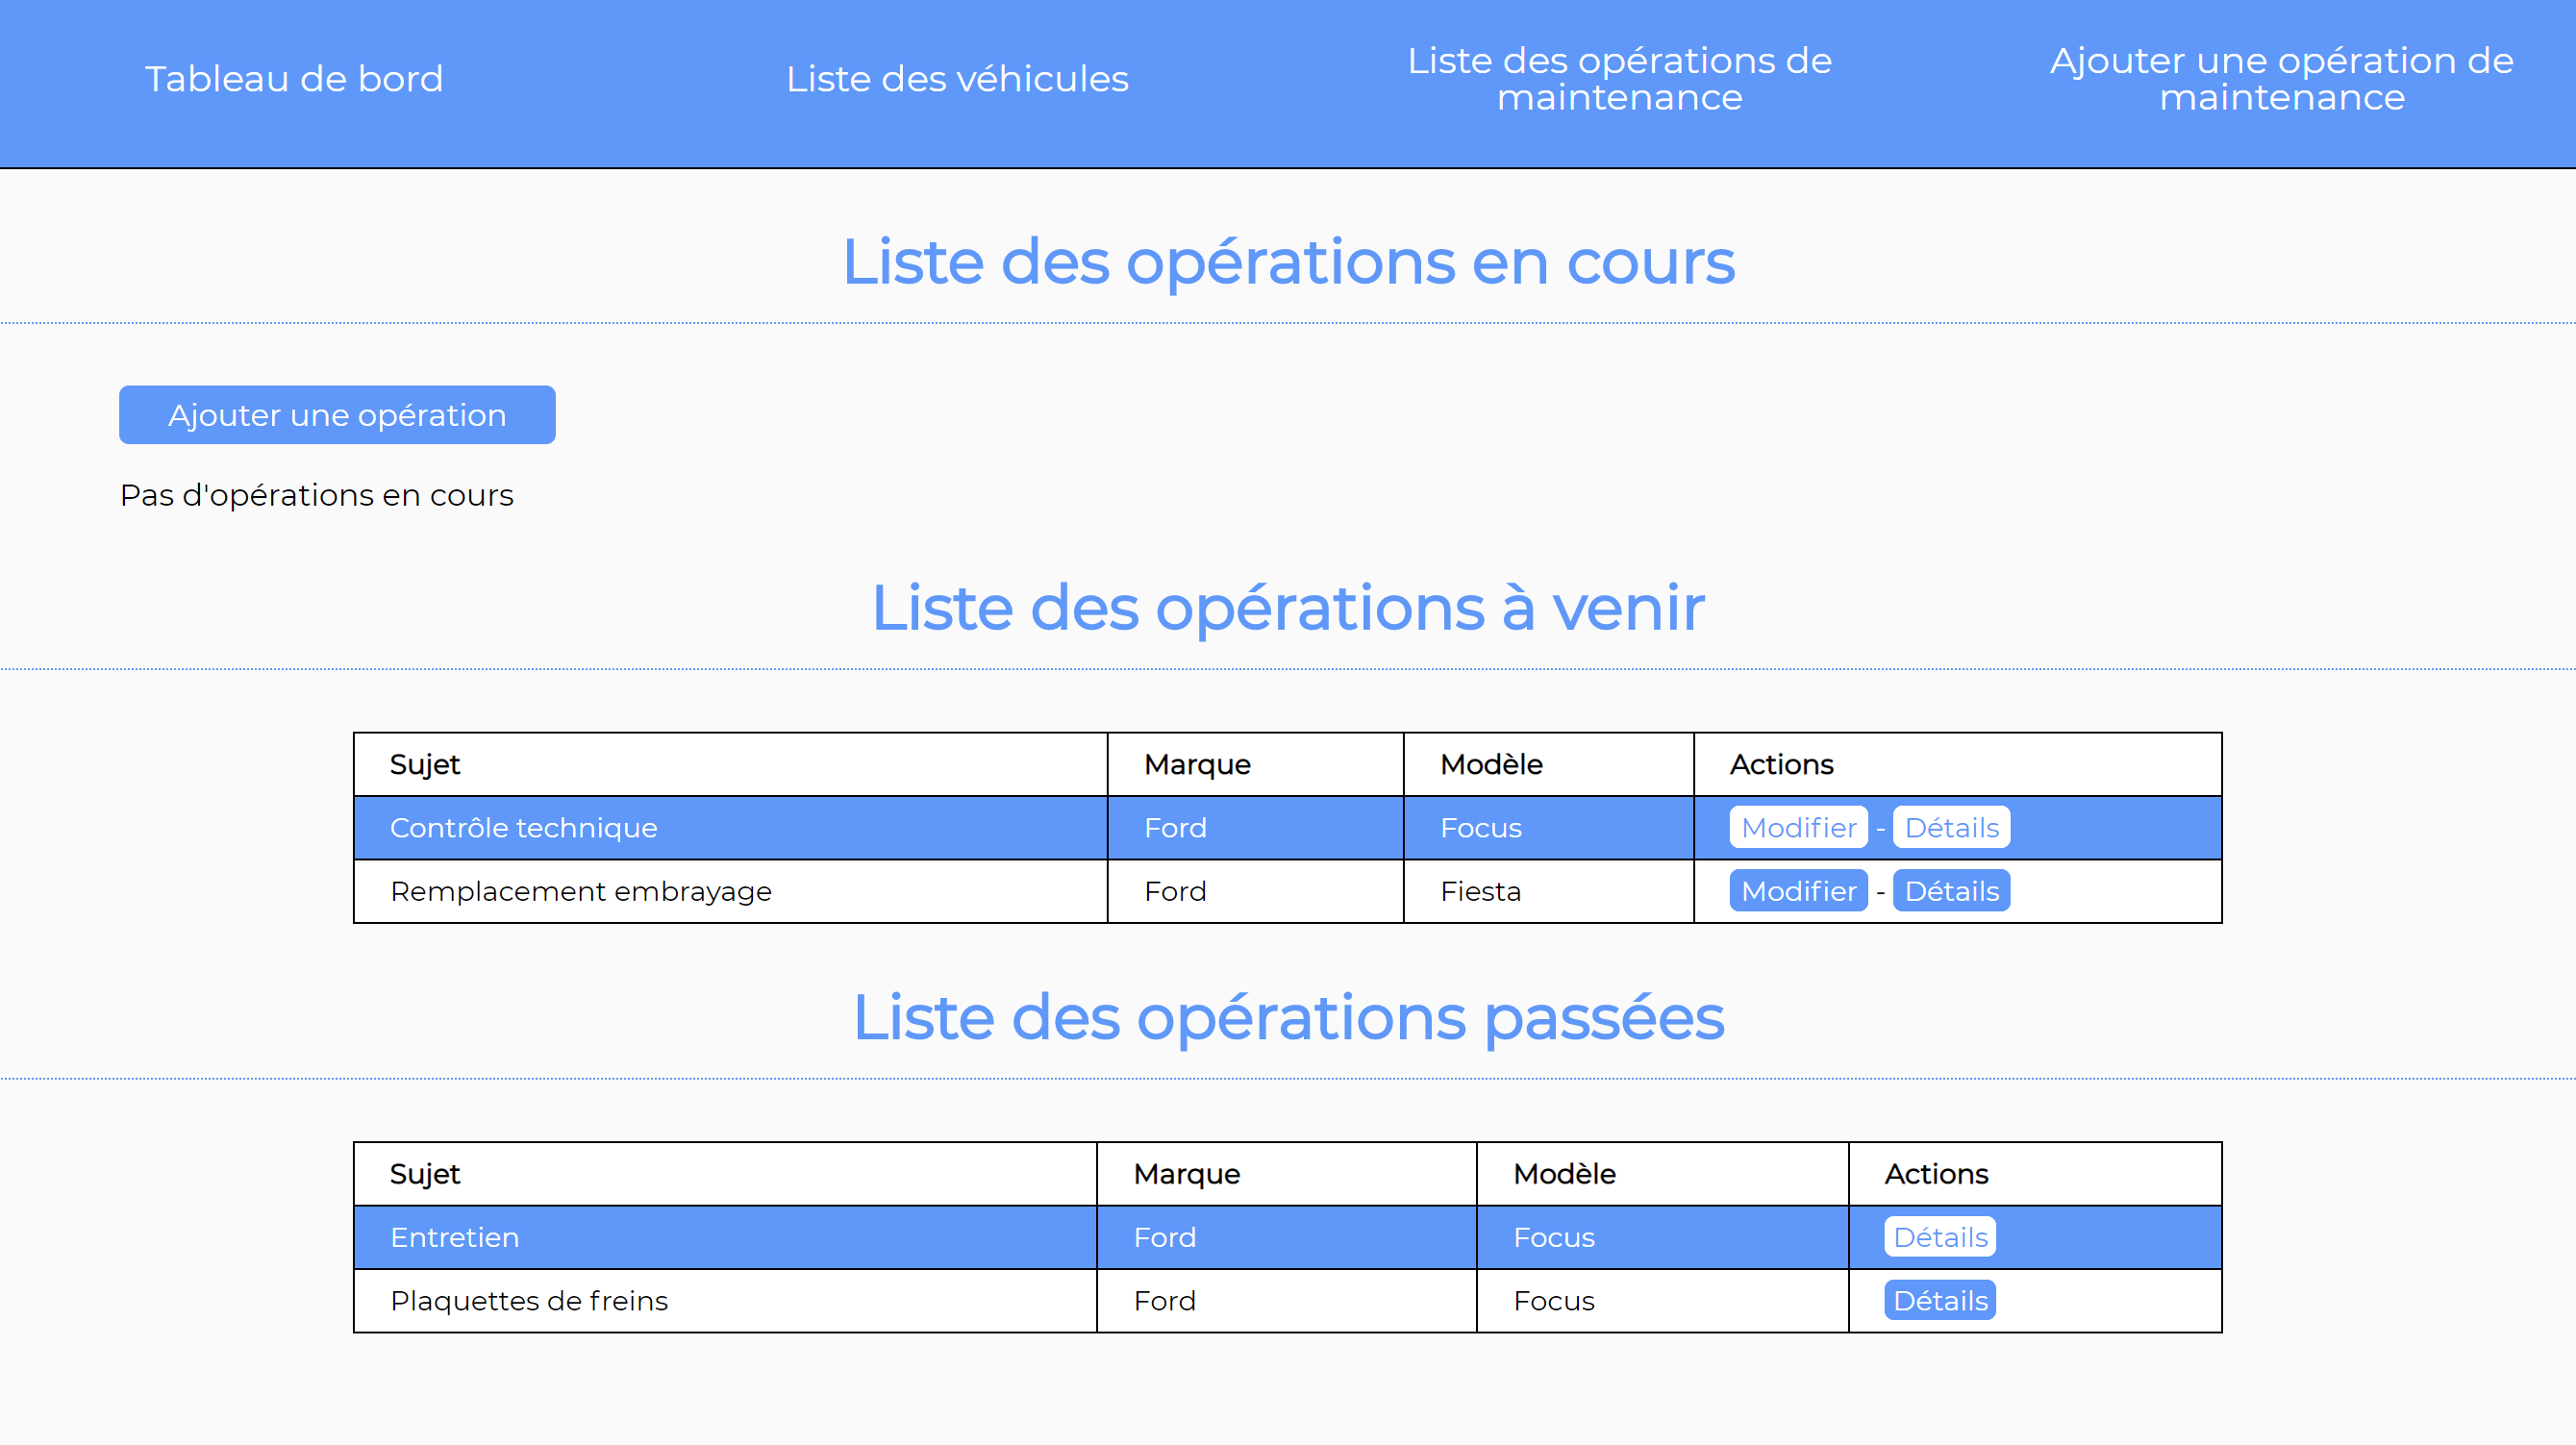 Tableau de bord
Liste des véhicules
Liste des opérations de
maintenance
Ajouter une opération de
maintenance
Liste des opérations en cours
Ajouter une opération
Pas d'opérations en cours
Liste des opérations à venir
Sujet Marque Modèle Actions
Contrôle technique Ford Focus Modifier - Détails
Remplacement embrayage Ford Fiesta Modifier - Détails
Liste des opérations passées
Sujet Marque Modèle Actions
Entretien Ford Focus Détails
Plaquettes de freins Ford Focus Détails